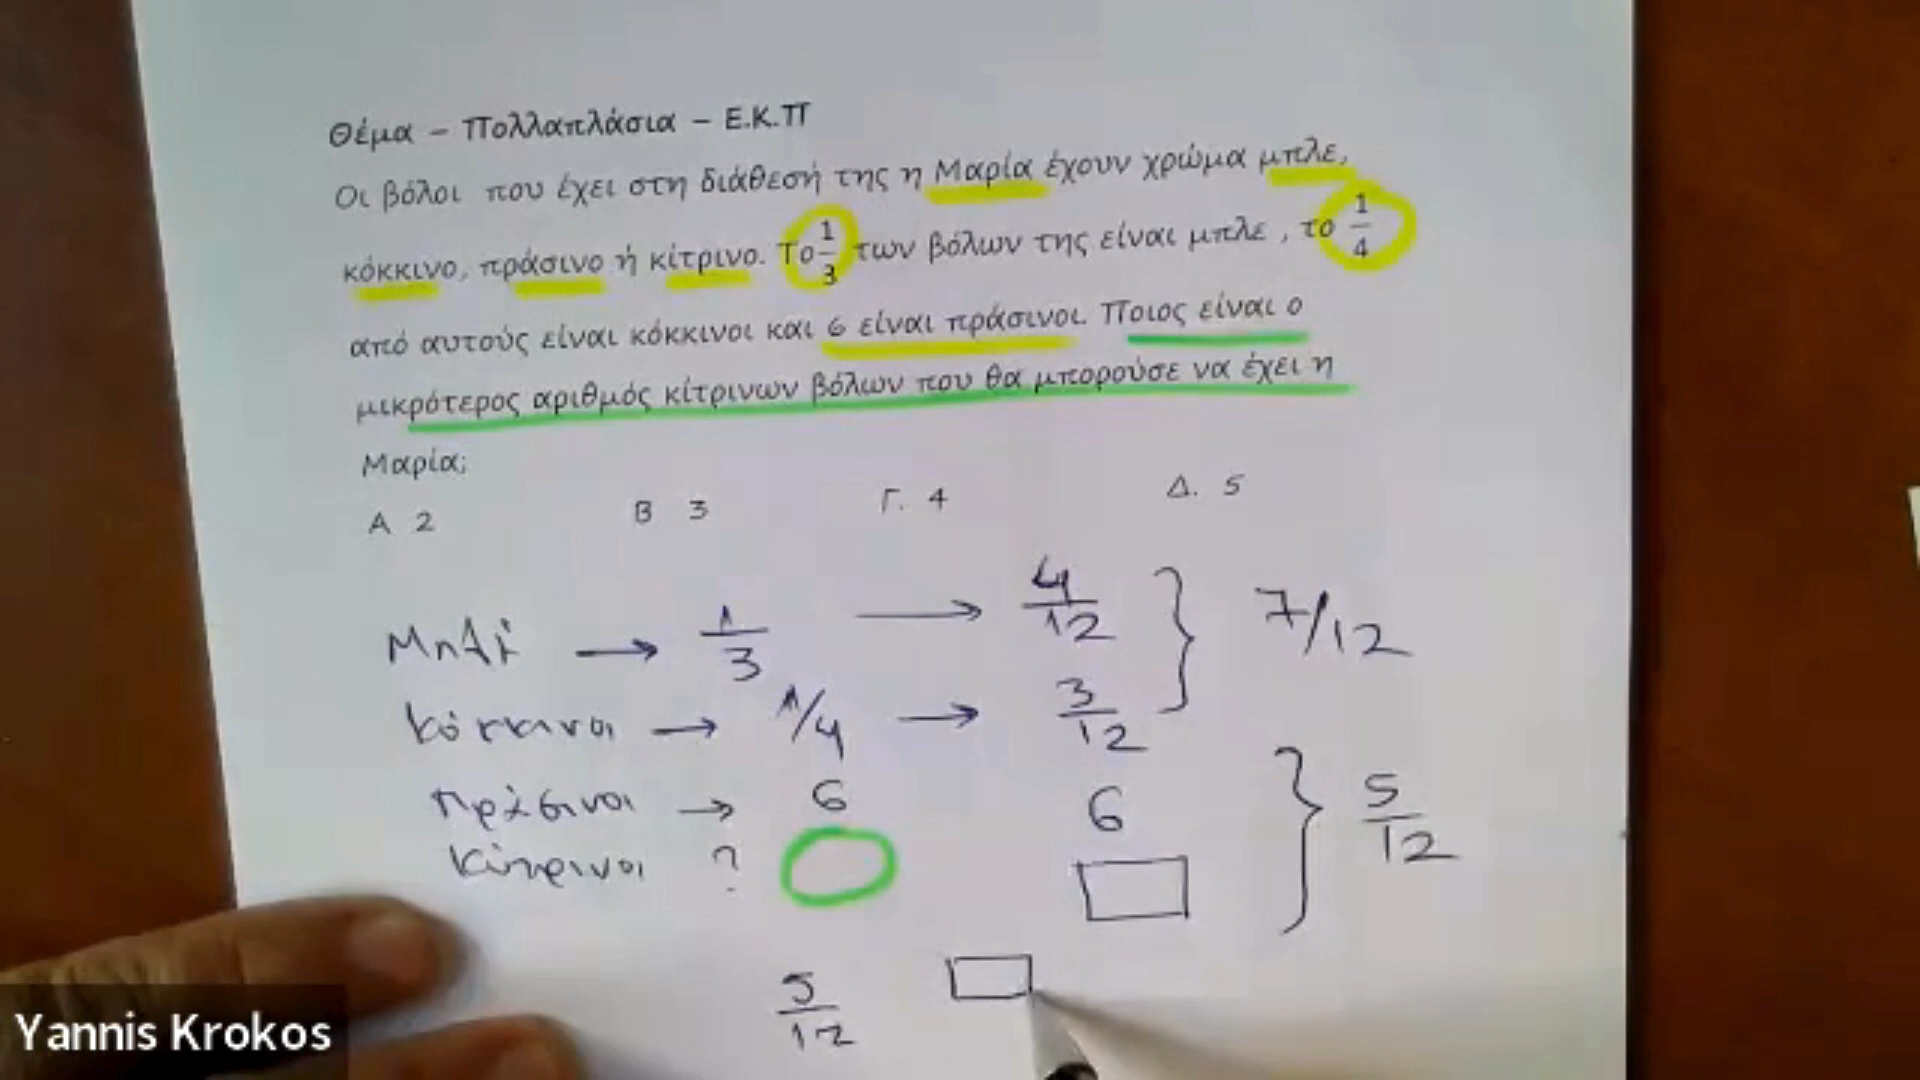 Θέμα – Πολλαπλάσια – Ε.Κ.Π
Οι βόλοι που έχει στη διάθεσή της η Μαρία έχουν χρώμα μπλε,
κόκκινο, πράσινο ή κίτρινο. Το 1/3 των βόλων της είναι μπλε , το 1/4
από αυτούς είναι κόκκινοι και 6 είναι πράσινοι. Ποιος είναι ο
μικρότερος αριθμός κίτρινων βόλων που θα μπορούσε να έχει η
Μαρία;
Α 2 Β 3 Γ. 4 Δ. 5
Μπλέ → 1/3 → 4/12 } 7/12
Κόκκινοι → 1/4 → 3/12
Πράσινοι → 6 6 } 5/12
Κίτρινοι ?
5/12
Yannis Krokos